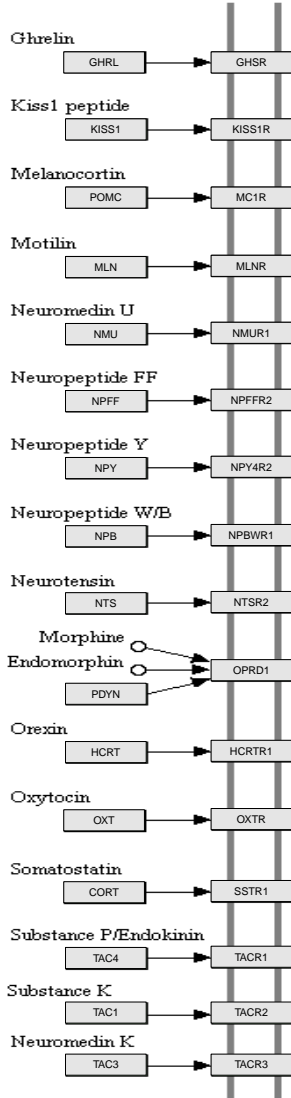 Ghrelin
GHRL GHSR
Kiss1 peptide
KISS1 KISS1R
Melanocortin
POMC MC1R
Motilin
MLN MLNR
Neuromedin U
NMU NMUR1
Neuropeptide FF
NPFF NPFFR2
Neuropeptide Y
NPY NPY4R2
Neuropeptide W/B
NPB NPBWR1
Neurotensin
NTS NTSR2
Morphine
Endomorphin OPRD1
PDYN
Orexin
HCRT HCRTR1
Oxytocin
OXT OXTR
Somatostatin
CORT SSTR1
Substance P/Endokinin
TAC4 TACR1
Substance K
TAC1 TACR2
Neuromedin K
TAC3 TACR3